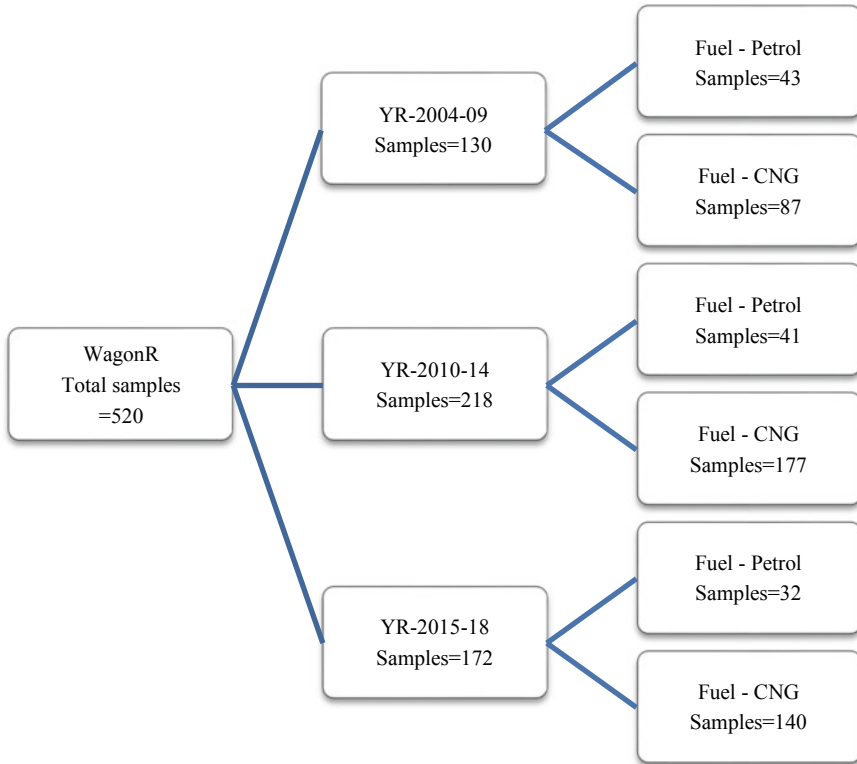 WagonR
Total samples
=520
YR-2004-09
Samples=130
Fuel - Petrol
Samples=43
Fuel - CNG
Samples=87
YR-2010-14
Samples=218
Fuel - Petrol
Samples=41
Fuel - CNG
Samples=177
YR-2015-18
Samples=172
Fuel - Petrol
Samples=32
Fuel - CNG
Samples=140